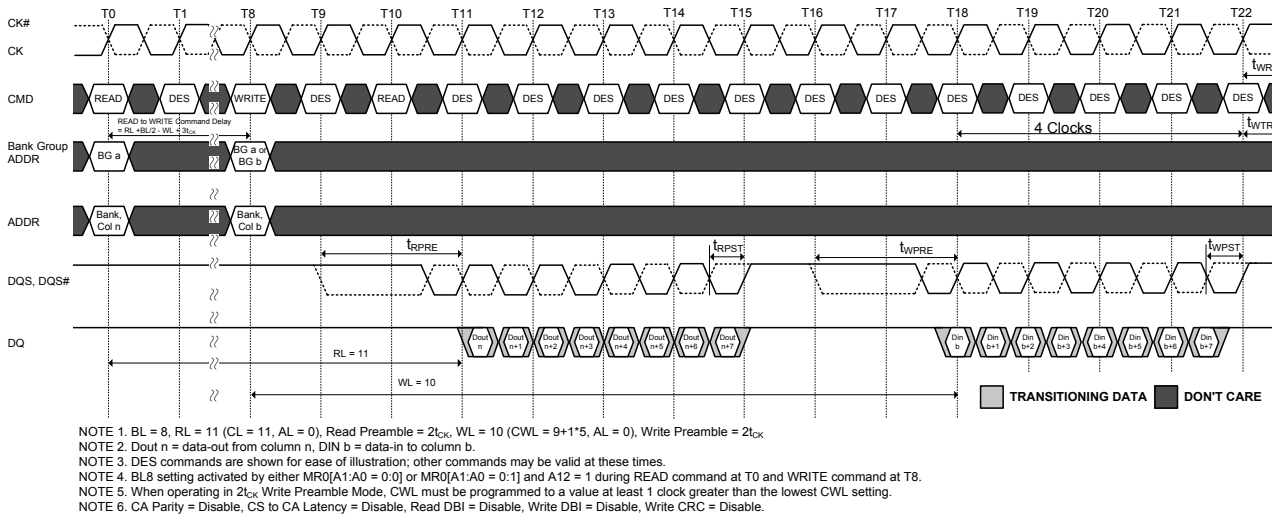 T0 T1 T8 T9 T10 T11 T12 T13 T14 T15 T16 T17 T18 T19 T20 T21 T22
CK#
CK
tWR
CMD READ DES WRITE DES READ DES DES DES DES DES DES DES DES DES DES DES DES
READ to WRITE Command Delay
= RL +BL/2 - WL + 3tCK
4 Clocks
tWTR
Bank Group
ADDR
BG a
BG a or
BG b
ADDR
Bank,
Col n
Bank,
Col b
tRPRE tRPST tWPRE tWPST
DQS, DQS#
DQ
Dout
n
Dout
n+1
Dout
n+2
Dout
n+3
Dout
n+4
Dout
n+5
Dout
n+6
Dout
n+7
Din
b
Din
b+1
Din
b+2
Din
b+3
Din
b+4
Din
b+5
Din
b+6
Din
b+7
RL = 11
WL = 10
TRANSITIONING DATA DON'T CARE
NOTE 1. BL = 8, RL = 11 (CL = 11, AL = 0), Read Preamble = 2tCK, WL = 10 (CWL = 9+1*5, AL = 0), Write Preamble = 2tCK
NOTE 2. Dout n = data-out from column n, DIN b = data-in to column b.
NOTE 3. DES commands are shown for ease of illustration; other commands may be valid at these times.
NOTE 4. BL8 setting activated by either MR0[A1:A0 = 0:0] or MR0[A1:A0 = 0:1] and A12 = 1 during READ command at T0 and WRITE command at T8.
NOTE 5. When operating in 2tCK Write Preamble Mode, CWL must be programmed to a value at least 1 clock greater than the lowest CWL setting.
NOTE 6. CA Parity = Disable, CS to CA Latency = Disable, Read DBI = Disable, Write DBI = Disable, Write CRC = Disable.